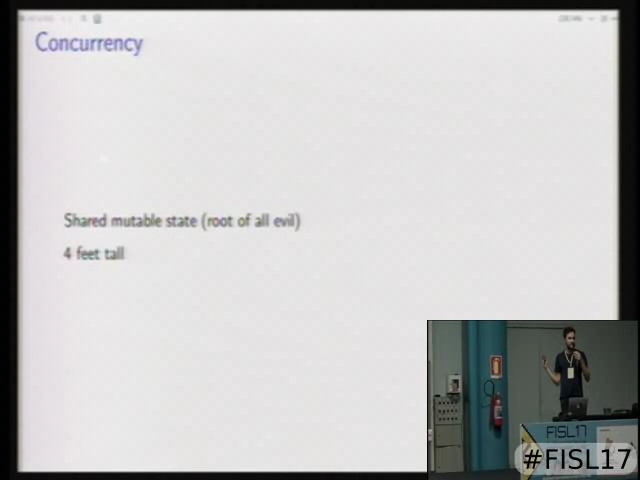 Concurrency
Shared mutable state (root of all evil)
4 feet tall
FISL17
#FISL17